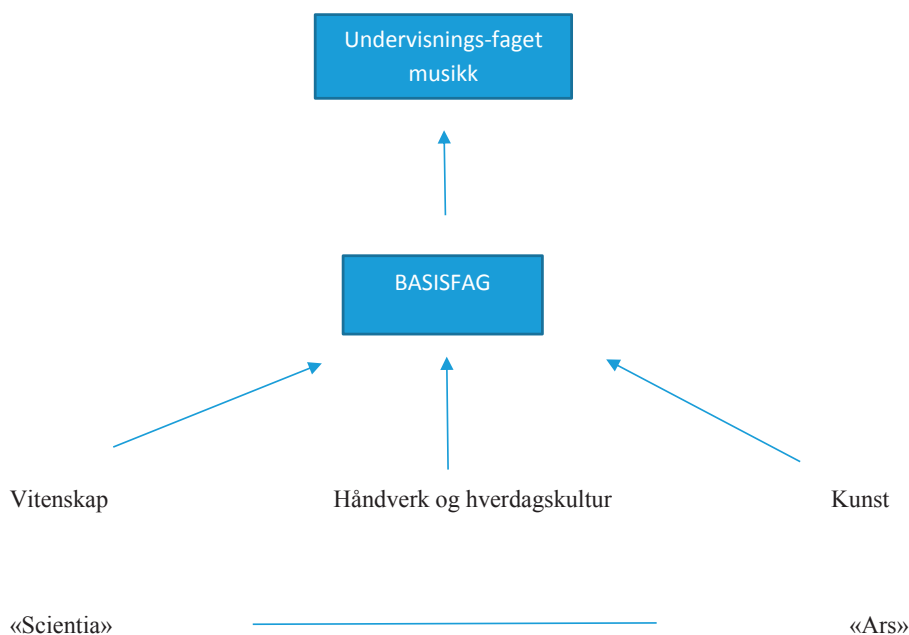 Undervisnings-faget
musikk
BASISFAG
Vitenskap
Håndverk og hverdagskultur
Kunst
«Scientia»
«Ars»